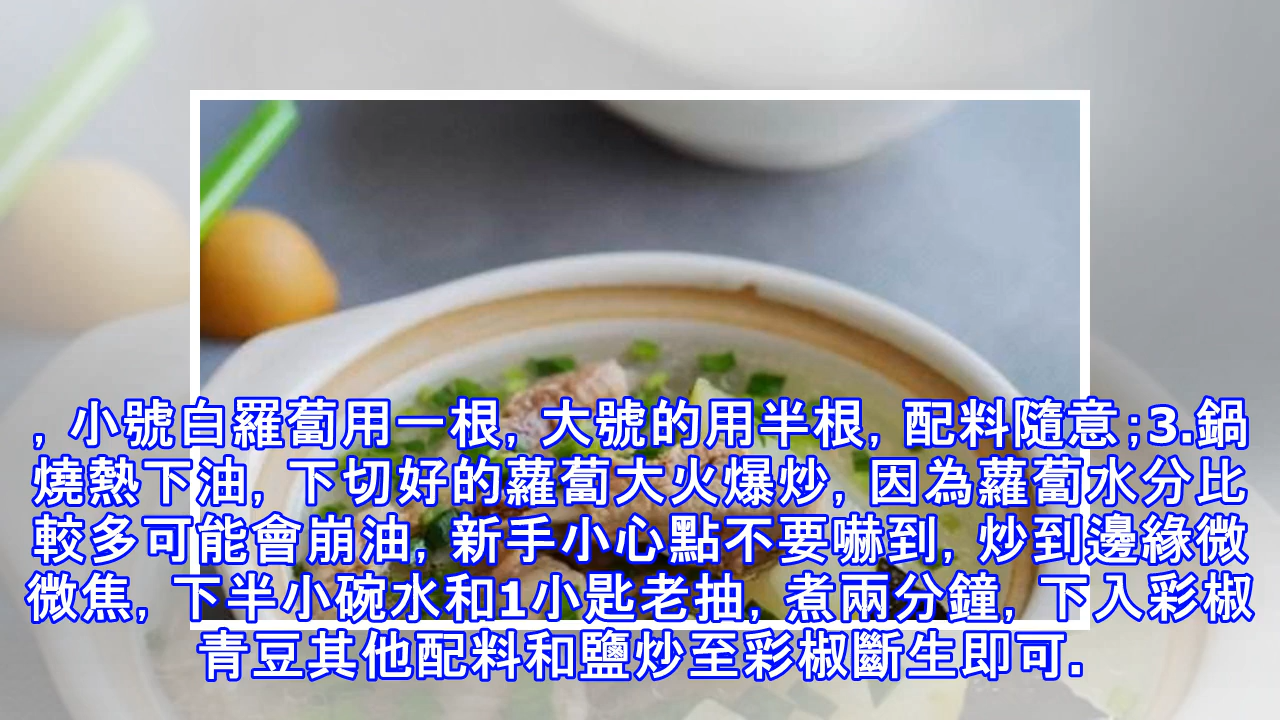 , 小號白羅蔔用一根, 大號的用半根, 配料隨意;3.鍋
燒熱下油, 下切好的蘿蔔大火爆炒, 因為蘿蔔水分比
較多可能會崩油, 新手小心點不要嚇到, 炒到邊緣微
微焦, 下半小碗水和1小匙老抽, 煮兩分鐘, 下入彩椒
青豆其他配料和鹽炒至彩椒斷生即可.